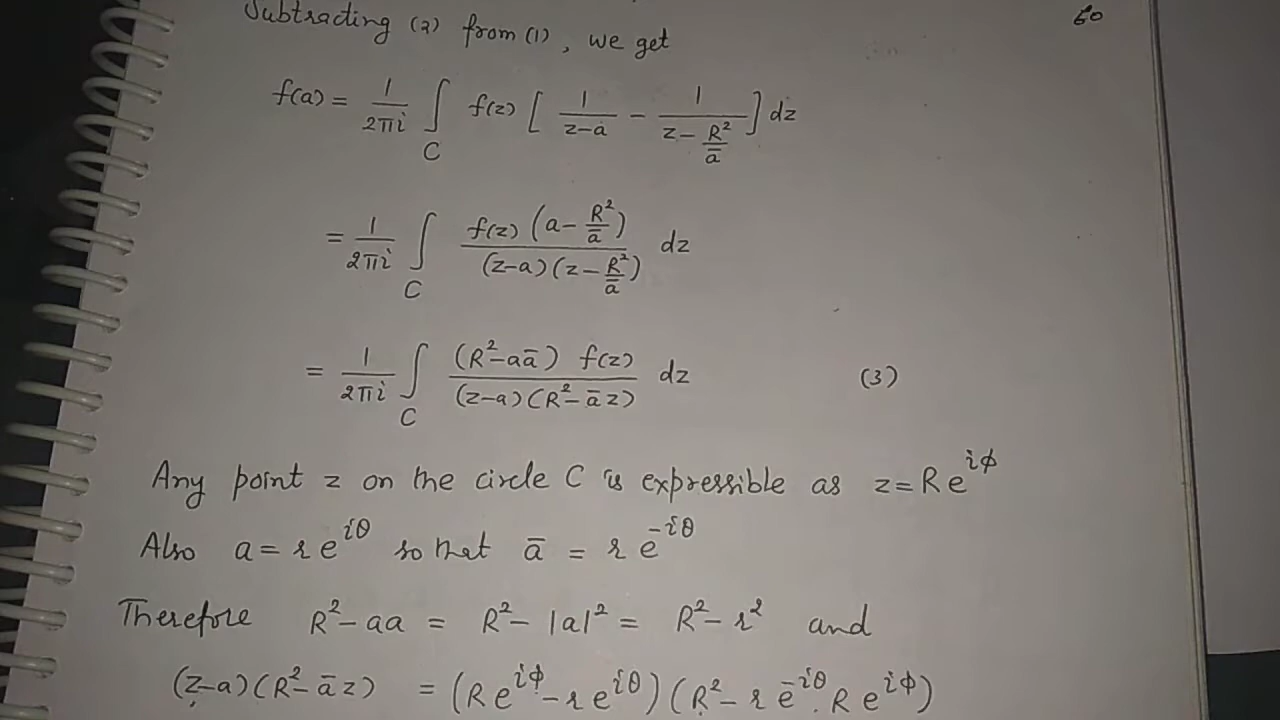 Subtracting (2) from (1), we get
60
f(a) = 1/2πi ∫_C f(z) [ 1/(z-a) - 1/(z - R²/ā) ] dz
= 1/2πi ∫_C f(z) (a - R²/ā) / (z-a)(z - R²/ā) dz
= 1/2πi ∫_C (R² - aā) f(z) / (z-a)(R² - āz) dz (3)
Any point z on the circle C is expressible as z = Re^{iϕ}
Also a = re^{iθ} so that ā = re^{-iθ}
Therefore R² - aa = R² - |a|² = R² - r² and
(z-a)(R² - āz) = (Re^{iϕ} - re^{iθ})(R² - re^{-iθ}. Re^{iϕ})